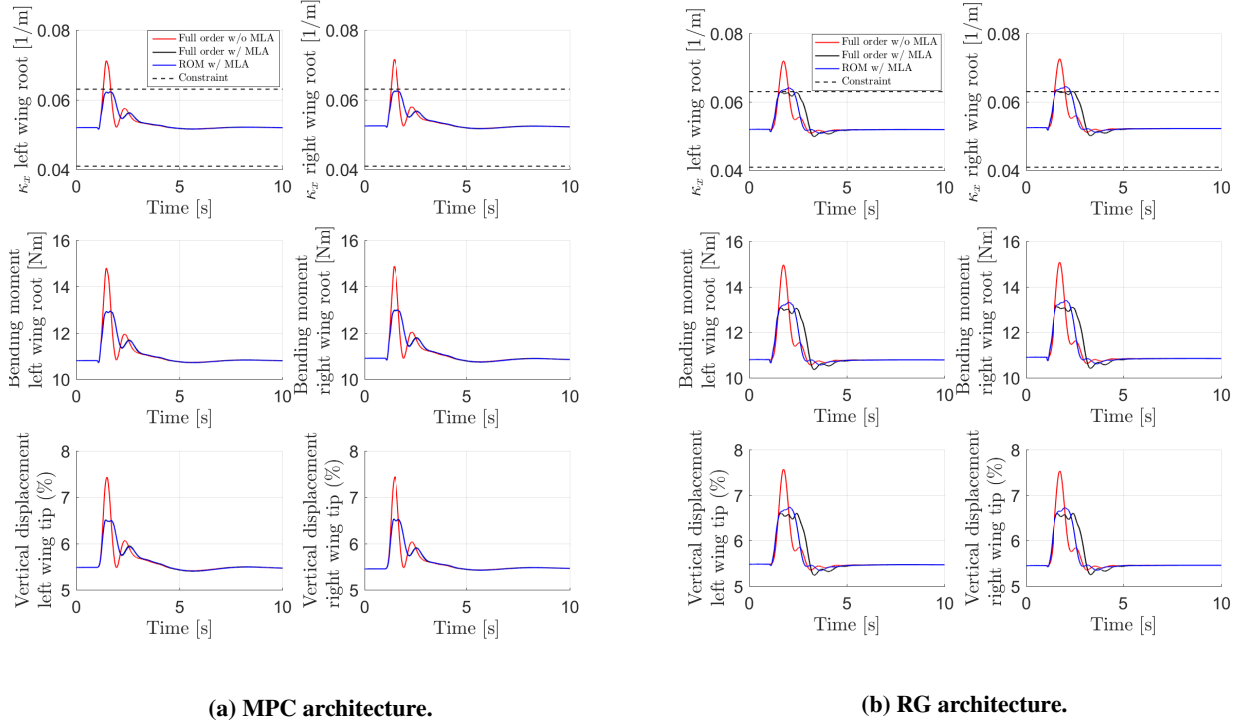 0.08
0.06
0.04
0 5 10
κx left wing root [1/m]
Time [s]
Full order w/o MLA
Full order w/ MLA
ROM w/ MLA
Constraint
0.08
0.06
0.04
0 5 10
κx right wing root [1/m]
Time [s]
16
14
12
10
0 5 10
Bending moment
left wing root [Nm]
Time [s]
16
14
12
10
0 5 10
Bending moment
right wing root [Nm]
Time [s]
8
7
6
5
0 5 10
Vertical displacement
left wing tip (%)
Time [s]
8
7
6
5
0 5 10
Vertical displacement
right wing tip (%)
Time [s]
(a) MPC architecture.
0.08
0.06
0.04
0 5 10
κx left wing root [1/m]
Time [s]
Full order w/o MLA
Full order w/ MLA
ROM w/ MLA
Constraint
0.08
0.06
0.04
0 5 10
κx right wing root [1/m]
Time [s]
16
14
12
10
0 5 10
Bending moment
left wing root [Nm]
Time [s]
16
14
12
10
0 5 10
Bending moment
right wing root [Nm]
Time [s]
8
7
6
5
0 5 10
Vertical displacement
left wing tip (%)
Time [s]
8
7
6
5
0 5 10
Vertical displacement
right wing tip (%)
Time [s]
(b) RG architecture.